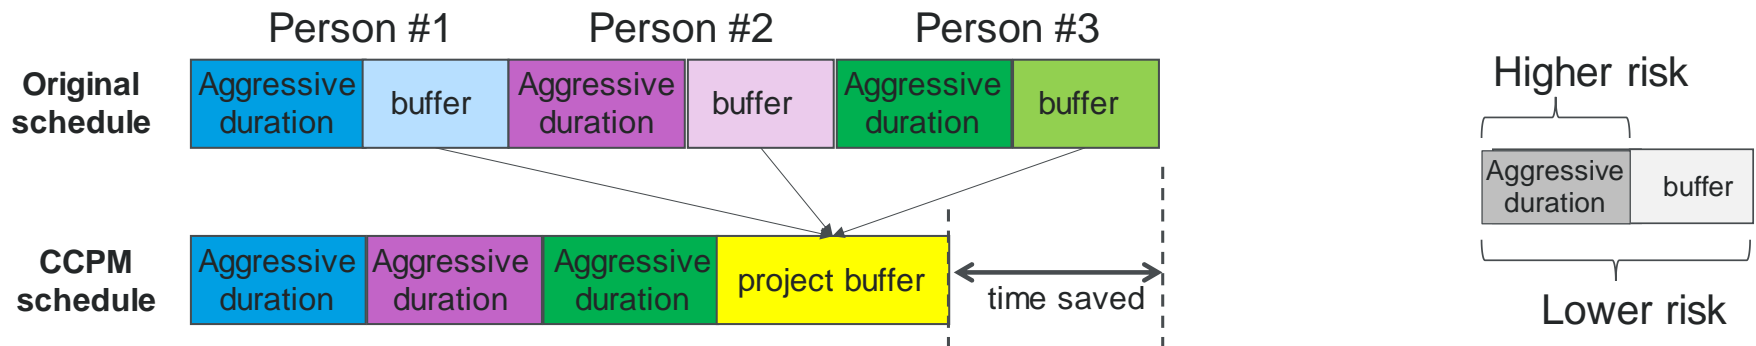 Person #1
Person #2
Person #3
Original
schedule
Aggressive
duration
buffer
Aggressive
duration
buffer
Aggressive
duration
buffer
CCPM
schedule
Aggressive
duration
Aggressive
duration
Aggressive
duration
project buffer
time saved
Higher risk
Aggressive
duration
buffer
Lower risk